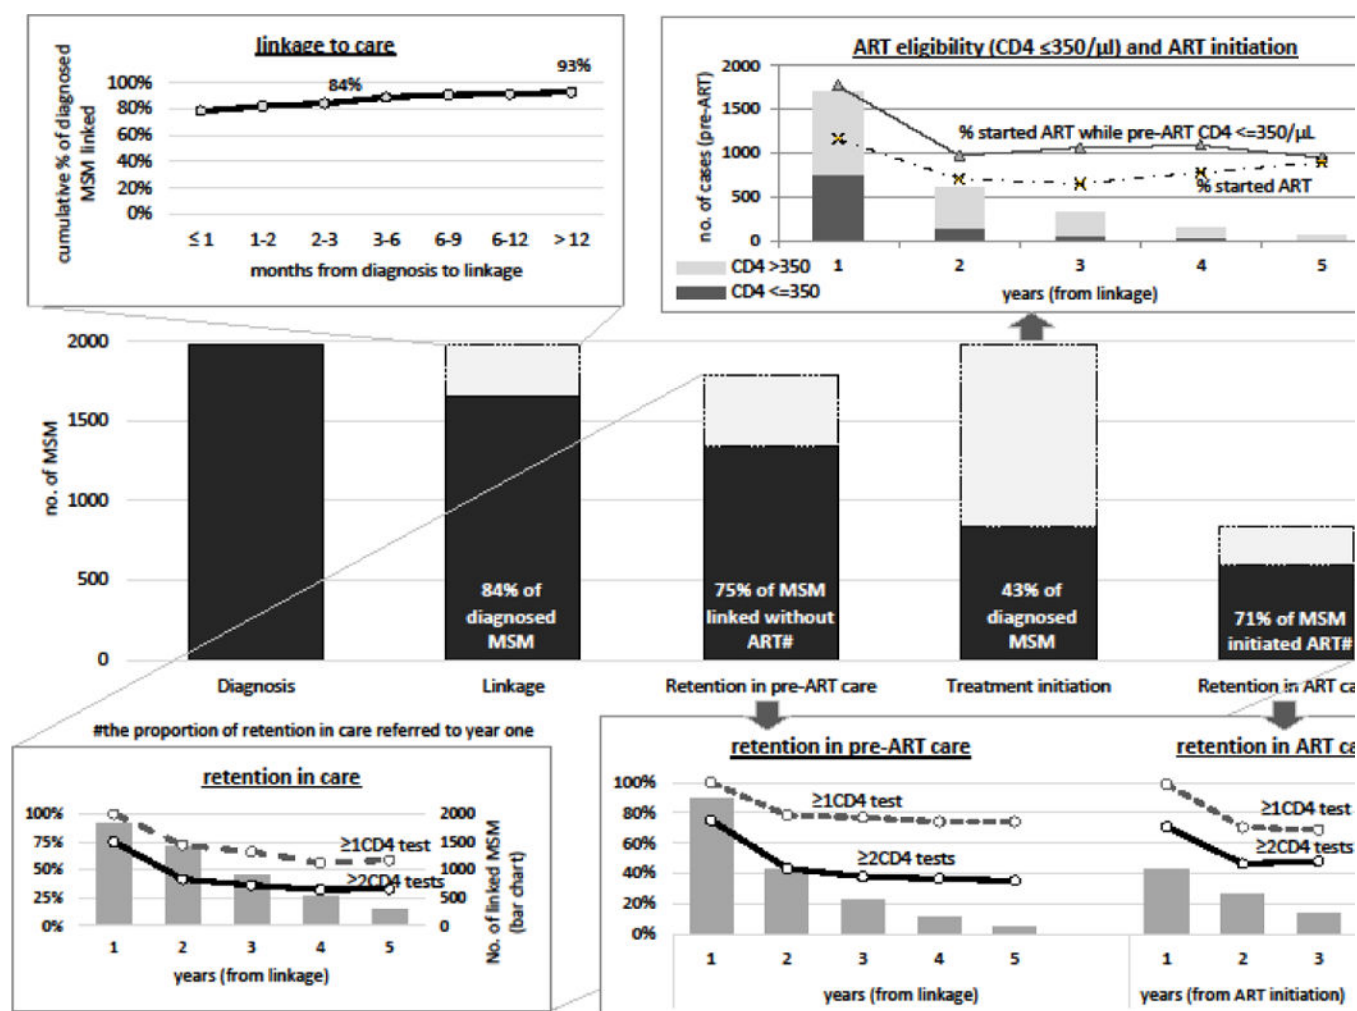 linkage to care
cumulative % of diagnosed
MSM linked
100%
80%
60%
40%
20%
0%
84%
93%
≤ 1 1-2 2-3 3-6 6-9 6-12 > 12
months from diagnosis to linkage
ART eligibility (CD4 ≤350/µl) and ART initiation
no. of cases (pre-ART)
2000
1500
1000
500
0
% started ART while pre-ART CD4 <=350/µL
% started ART
1 2 3 4 5
CD4 >350
CD4 <=350
years (from linkage)
no. of MSM
2000
1500
1000
500
0
84% of
diagnosed
MSM
75% of MSM
linked without
ART#
43% of
diagnosed
MSM
71% of MSM
initiated ART#
Diagnosis Linkage Retention in pre-ART care Treatment initiation Retention in ART ca
#the proportion of retention in care referred to year one
retention in care
100%
75%
50%
25%
0%
≥1CD4 test
≥2CD4 tests
2000
1500
1000
500
0
No. of linked MSM
(bar chart)
1 2 3 4 5
years (from linkage)
retention in pre-ART care
100%
80%
60%
40%
20%
0%
≥1CD4 test
≥2CD4 tests
1 2 3 4 5
years (from linkage)
retention in ART ca
≥1CD4 test
≥2CD4 tests
1 2 3
years (from ART initiation)